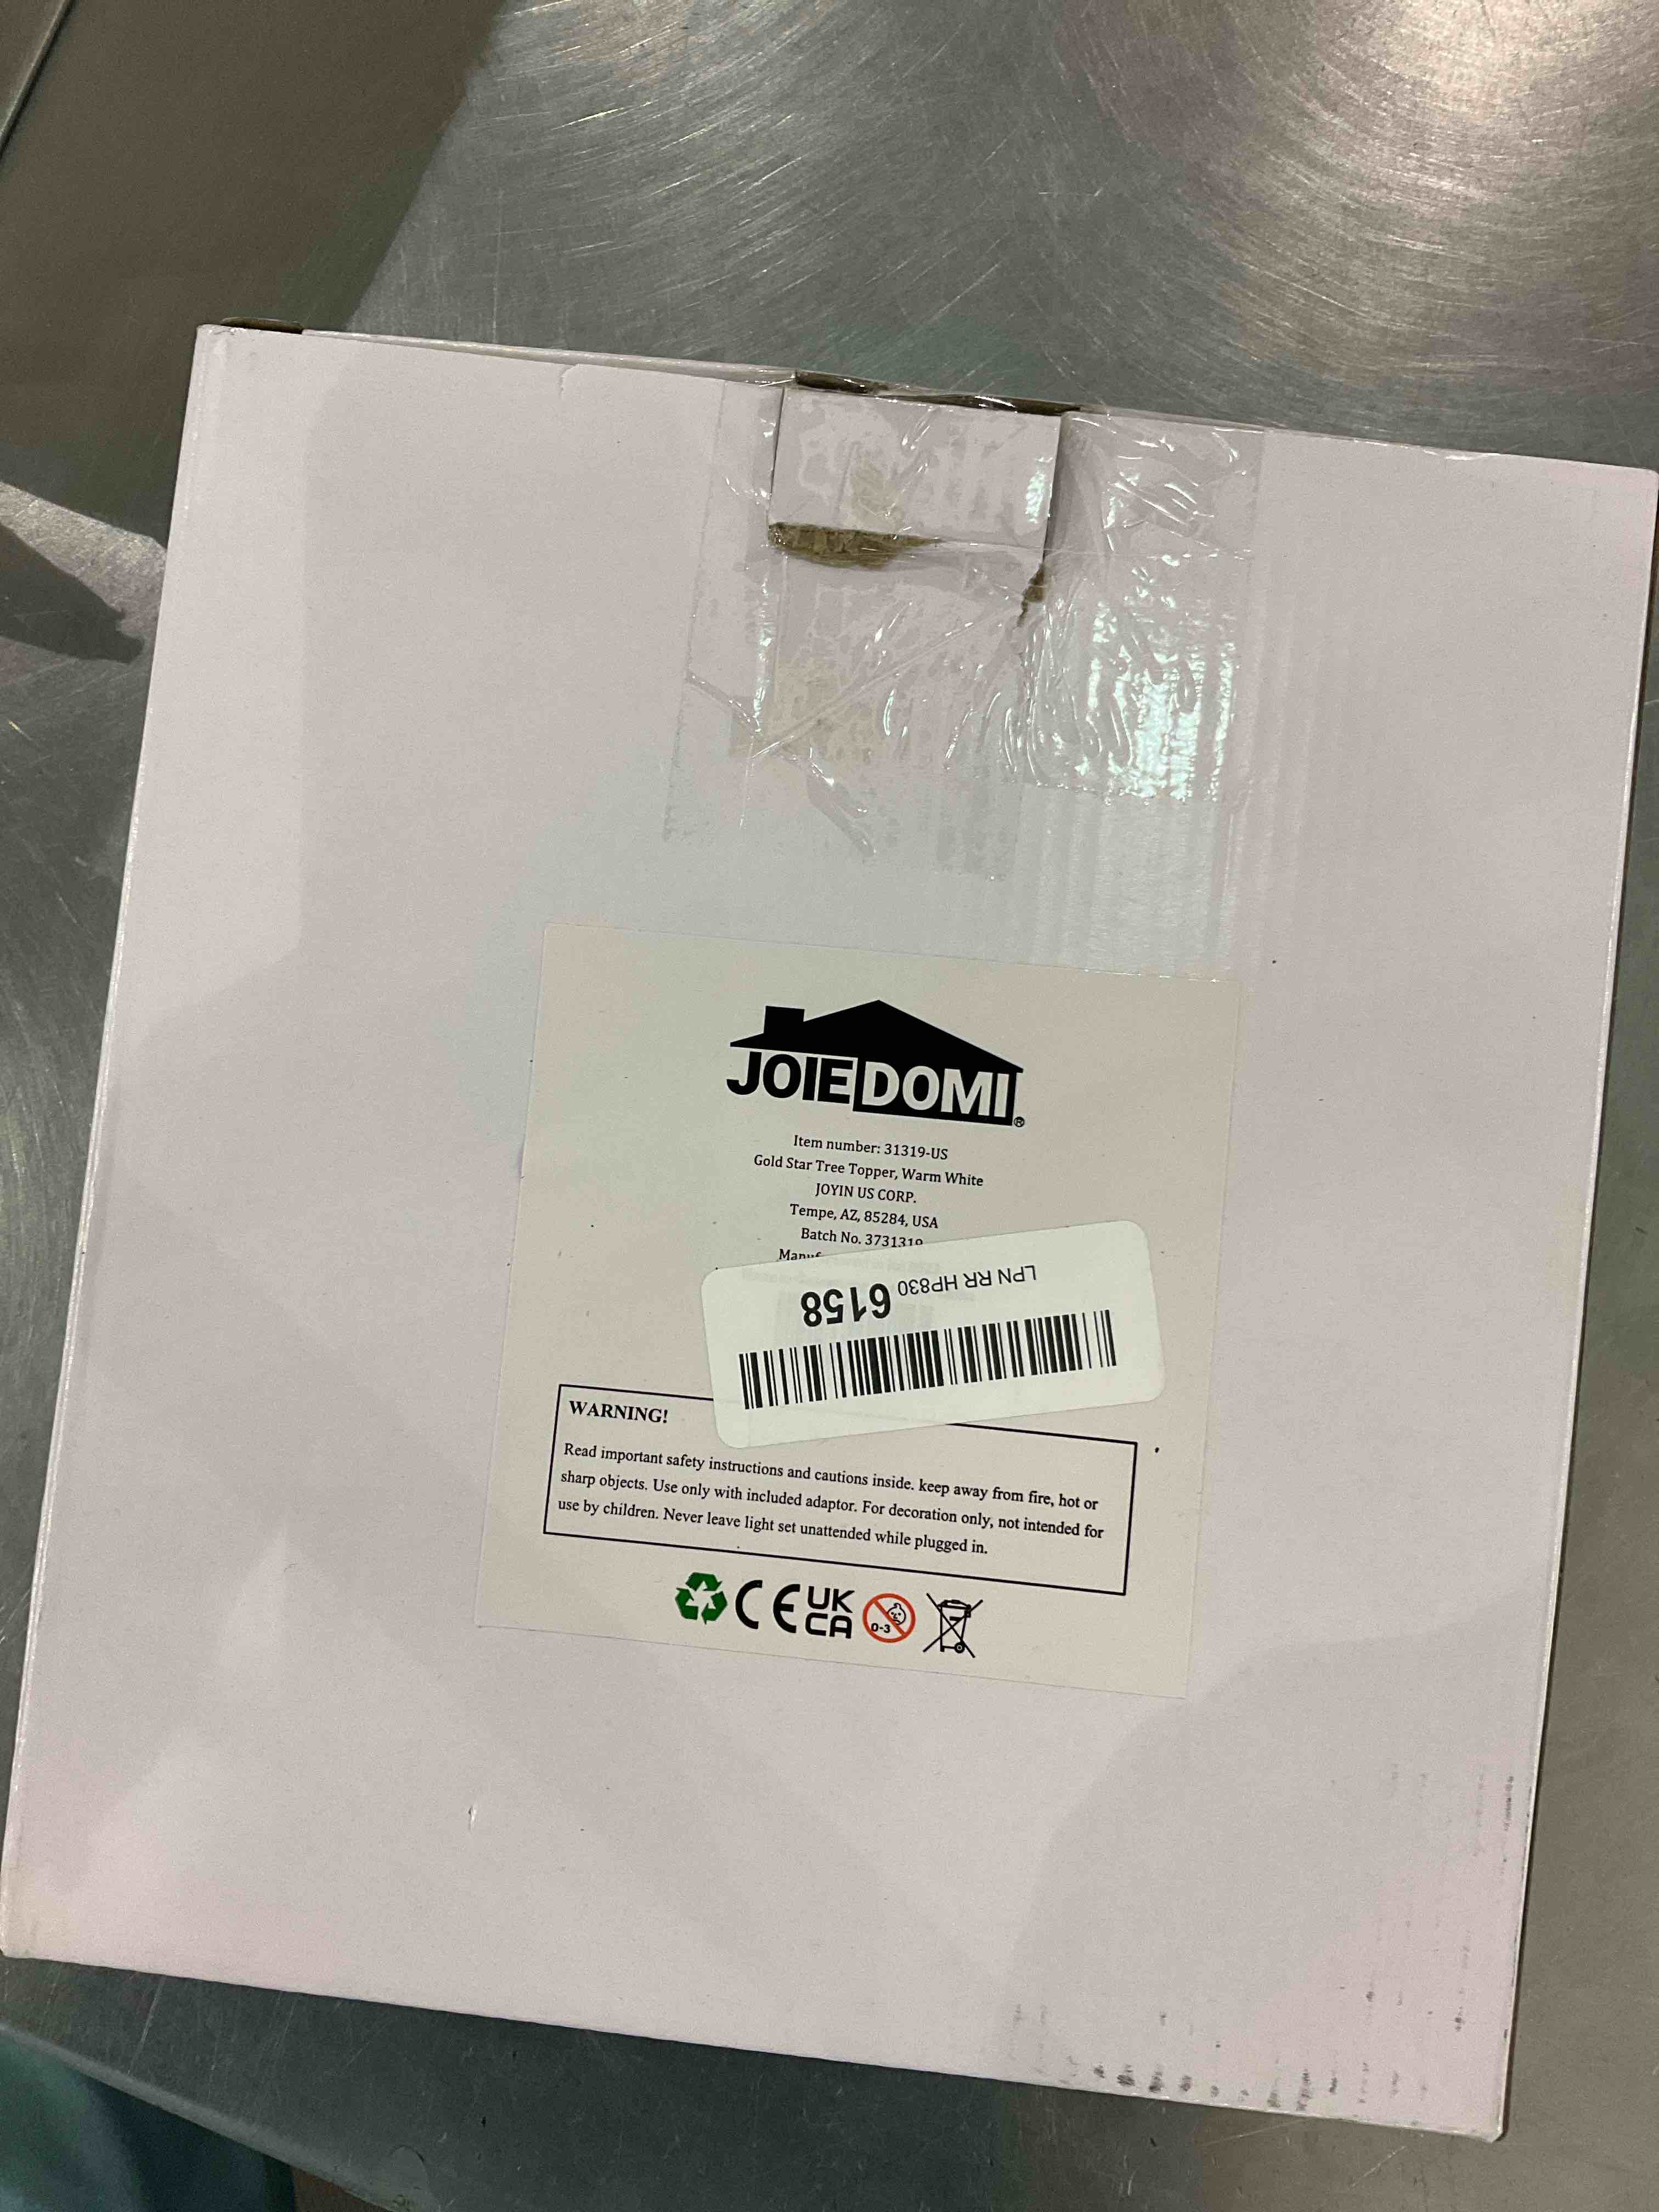 JOIEDOMI®
Item number: 31319-US
Gold Star Tree Topper, Warm White
JOYIN US CORP.
Tempe, AZ, 85284, USA
Batch No. 3731319
LPN RR HP830 6158
WARNING!
Read important safety instructions and cautions inside. keep away from fire, hot or
sharp objects. Use only with included adaptor. For decoration only, not intended for
use by children. Never leave light set unattended while plugged in.
CE UK
CA
0-3